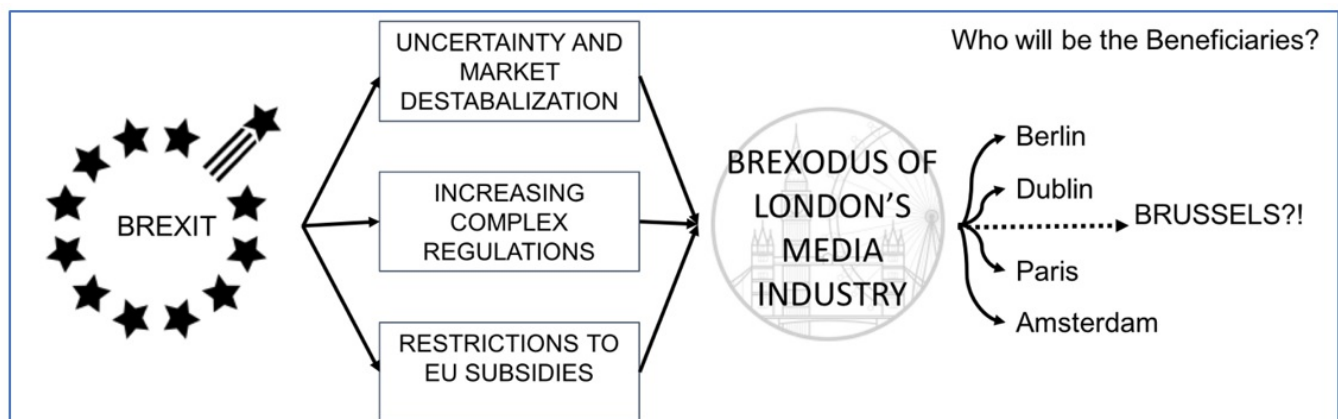 BREXIT
UNCERTAINTY AND
MARKET
DESTABALIZATION
INCREASING
COMPLEX
REGULATIONS
RESTRICTIONS TO
EU SUBSIDIES
BREXODUS OF
LONDON'S
MEDIA
INDUSTRY
Who will be the Beneficiaries?
Berlin
Dublin
BRUSSELS?!
Paris
Amsterdam